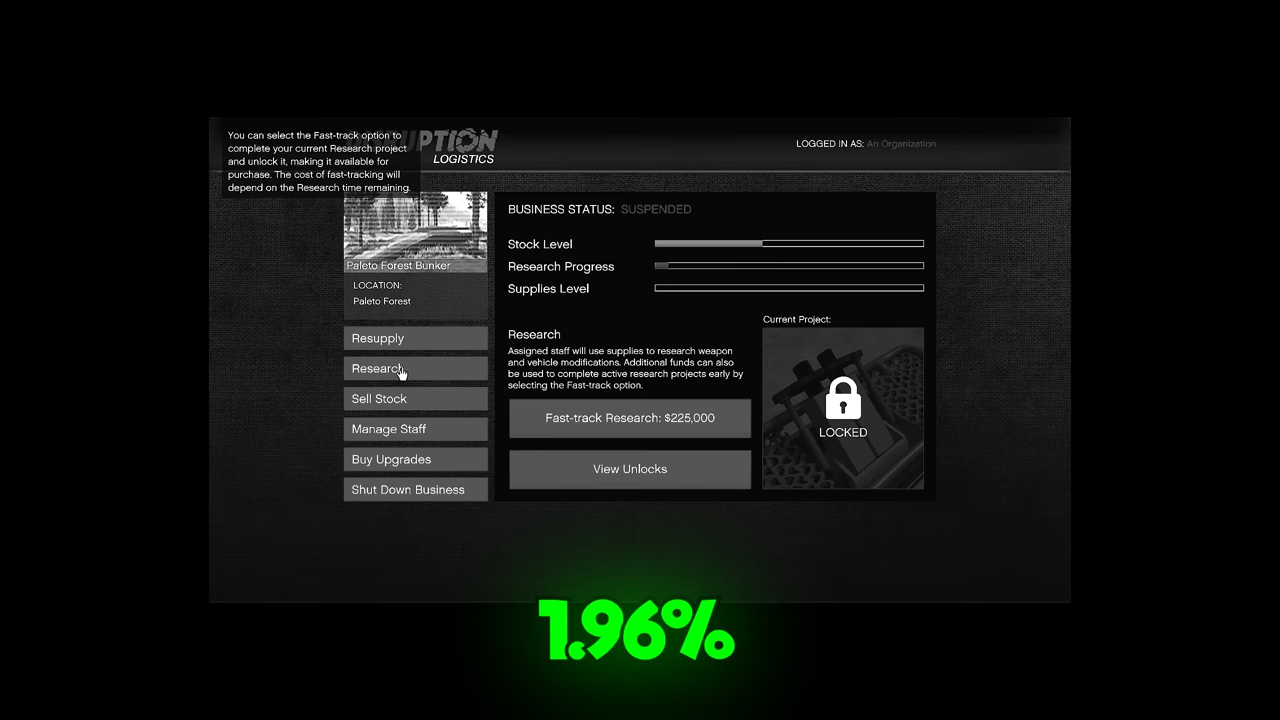 You can select the Fast-track option to
complete your current Research project
and unlock it, making it available for
purchase. The cost of fast-tracking will
depend on the Research time remaining.
UPTION
LOGISTICS
LOGGED IN AS: An Organization
Paleto Forest Bunker
LOCATION:
Paleto Forest
Resupply
Research
Sell Stock
Manage Staff
Buy Upgrades
Shut Down Business
BUSINESS STATUS: SUSPENDED
Stock Level
Research Progress
Supplies Level
Research
Assigned staff will use supplies to research weapon
and vehicle modifications. Additional funds can also
be used to complete active research projects early by
selecting the Fast-track option.
Fast-track Research: $225,000
View Unlocks
Current Project:
LOCKED
1.96%